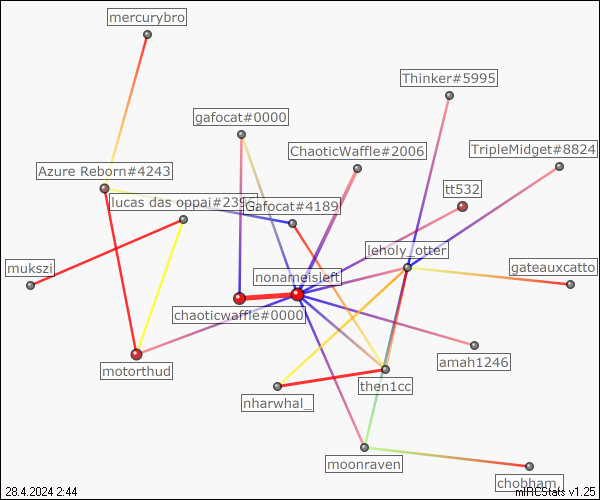 mercurybro
Thinker#5995
gafocat#0000
ChaoticWaffle#2006
TripleMidget#8824
Azure Reborn#4243
tt532
lucas das oppai#239
Gafocat#4189
leholy_otter
mukszi
nonameisleft
gateauxcatto
chaoticwaffle#0000
motorthud
amah1246
then1cc
nharwhal_
moonraven
chobham.
28.4.2024 2:44
mIRCStats v1.25